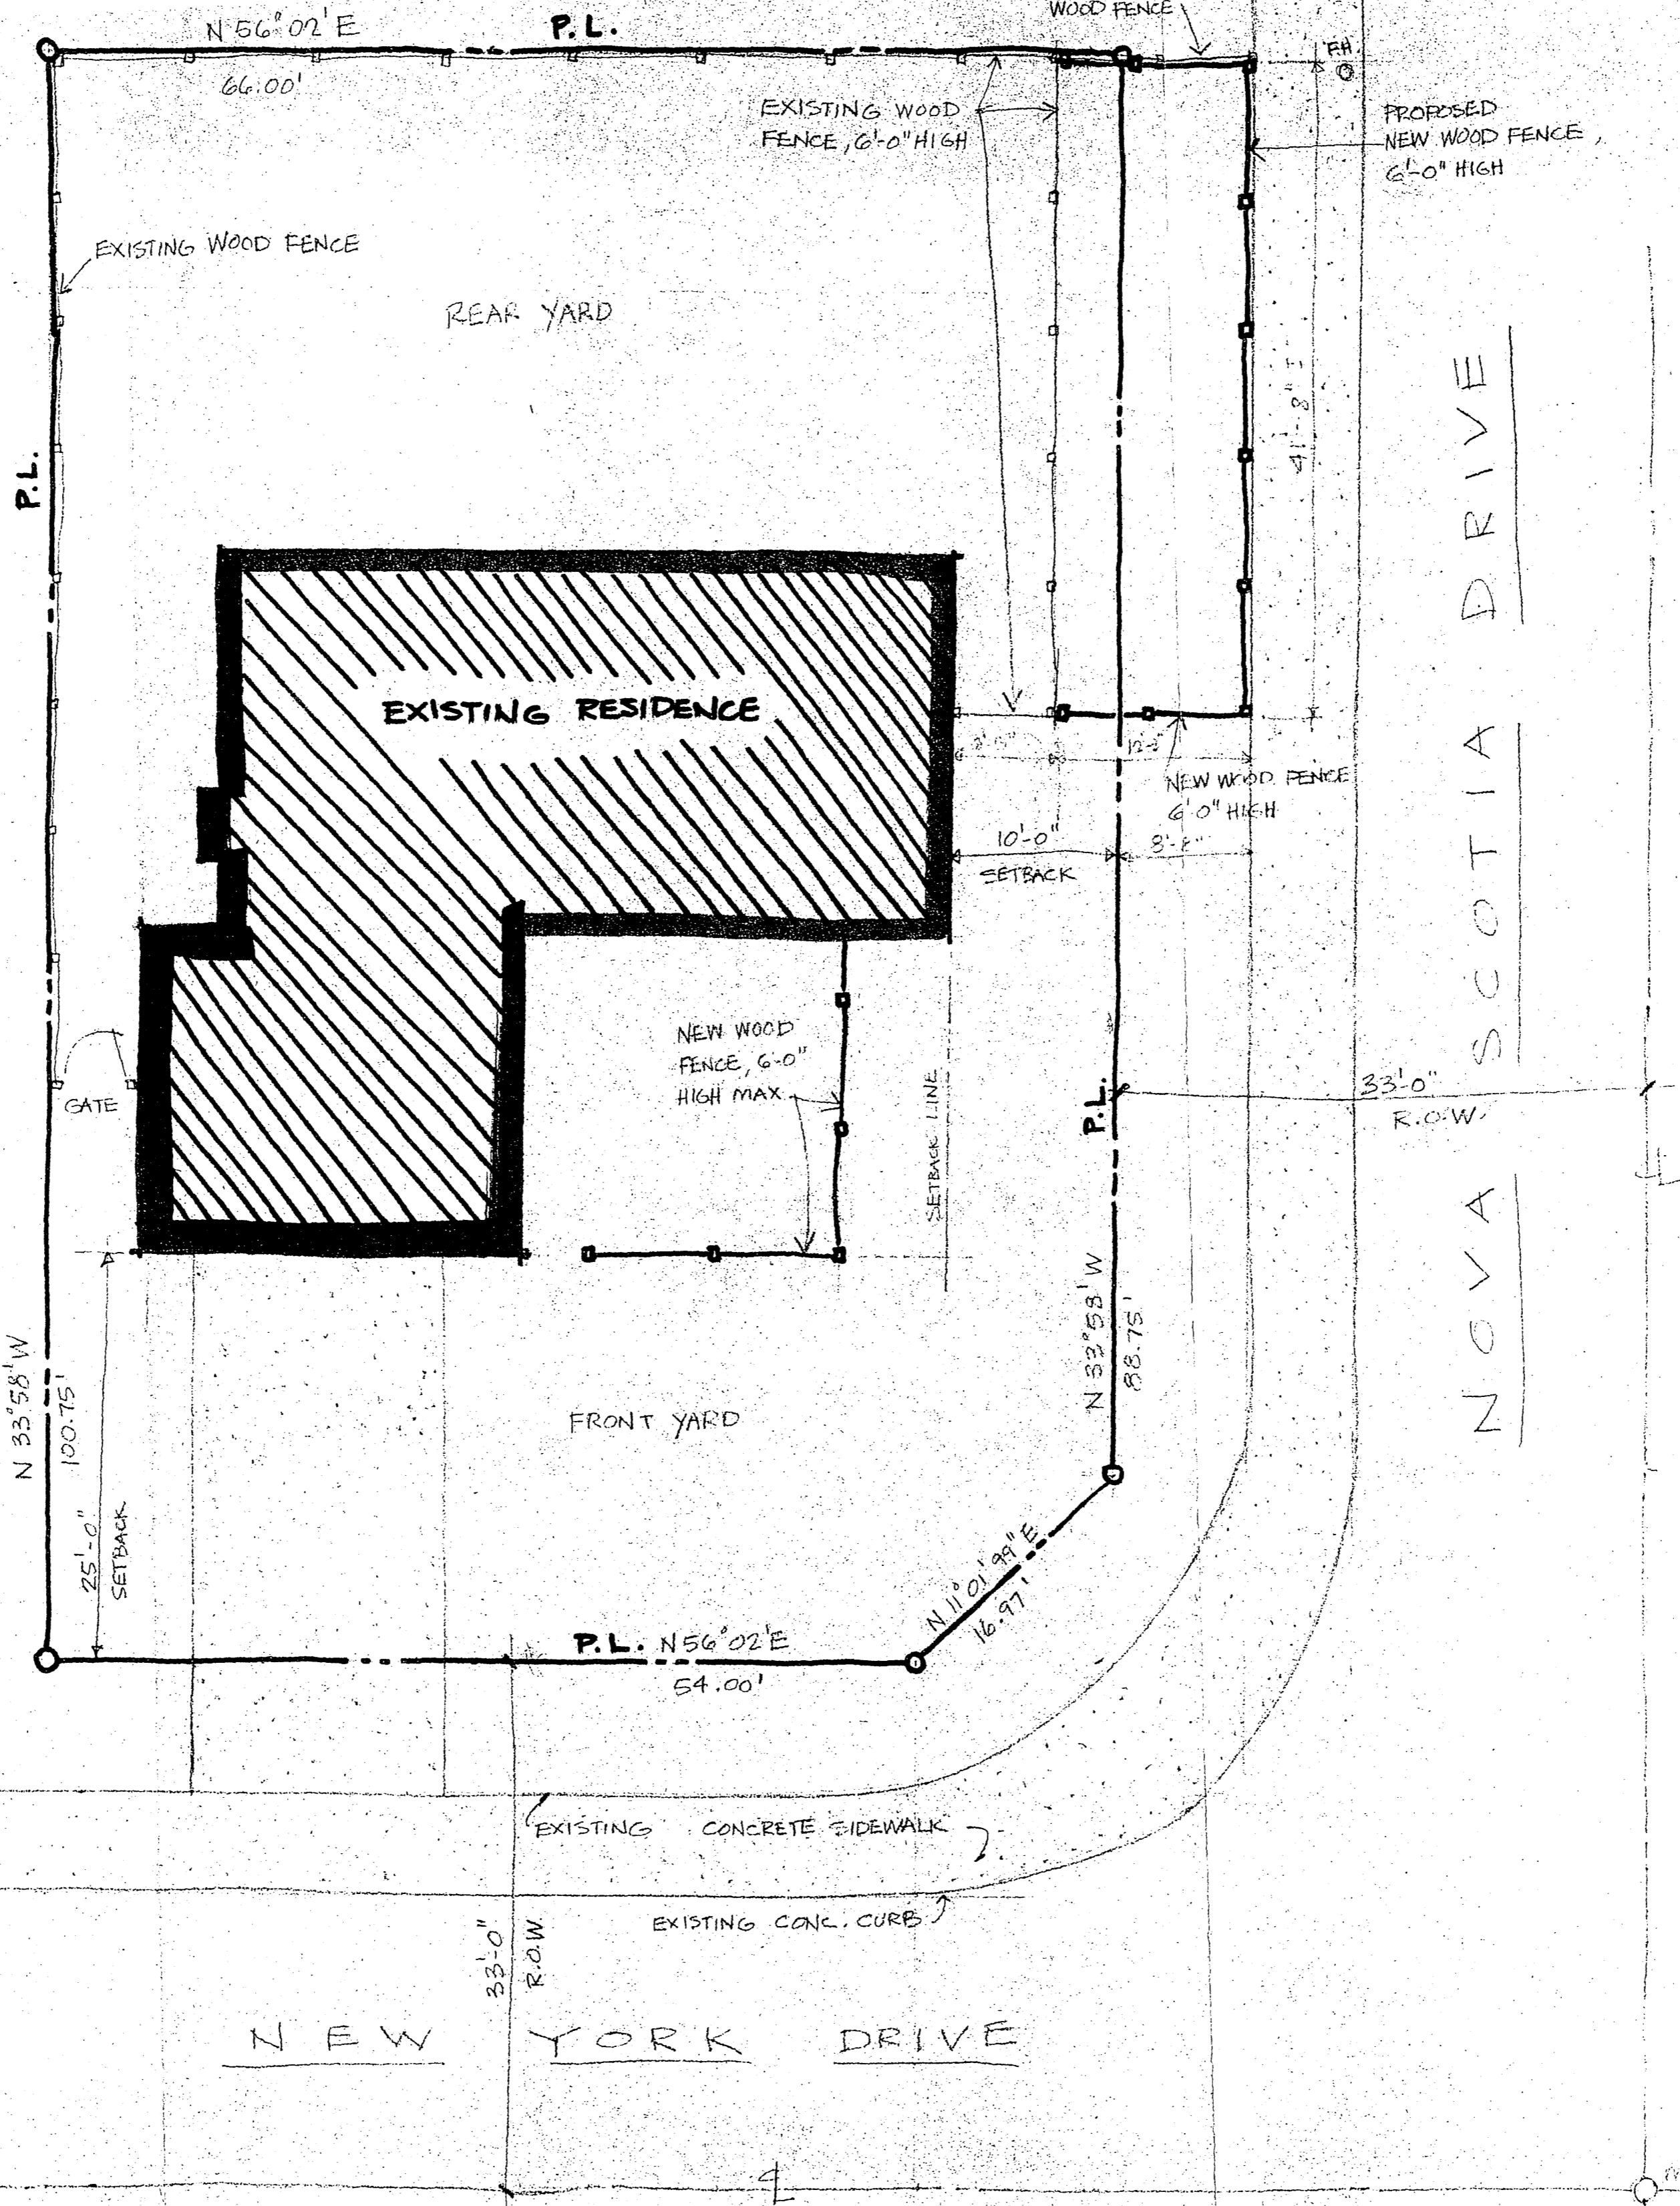 N 56°02' E
P.L.
66.00'
WOOD FENCE
F.H.
EXISTING WOOD
FENCE, 6'-0" HIGH
PROPOSED
NEW WOOD FENCE,
6'-0" HIGH
EXISTING WOOD FENCE
REAR YARD
41'-8"±
P.L.
EXISTING RESIDENCE
NEW WOOD FENCE
6'0" HIGH
10'-0"
SETBACK
NEW WOOD
FENCE, 6-0"
HIGH MAX
GATE
SETBACK LINE
P.L.
33'-0"
R.O.W.
NOVA SCOTIA DRIVE
N 33°58' W
88.75'
N 33°58' W
100.75'
FRONT YARD
25'-0"
SETBACK
N 11°01'99" E
16.97'
P.L. N56°02'E
54.00'
EXISTING CONCRETE SIDEWALK
EXISTING CONC. CURB
33'-0"
R.O.W.
NEW YORK DRIVE